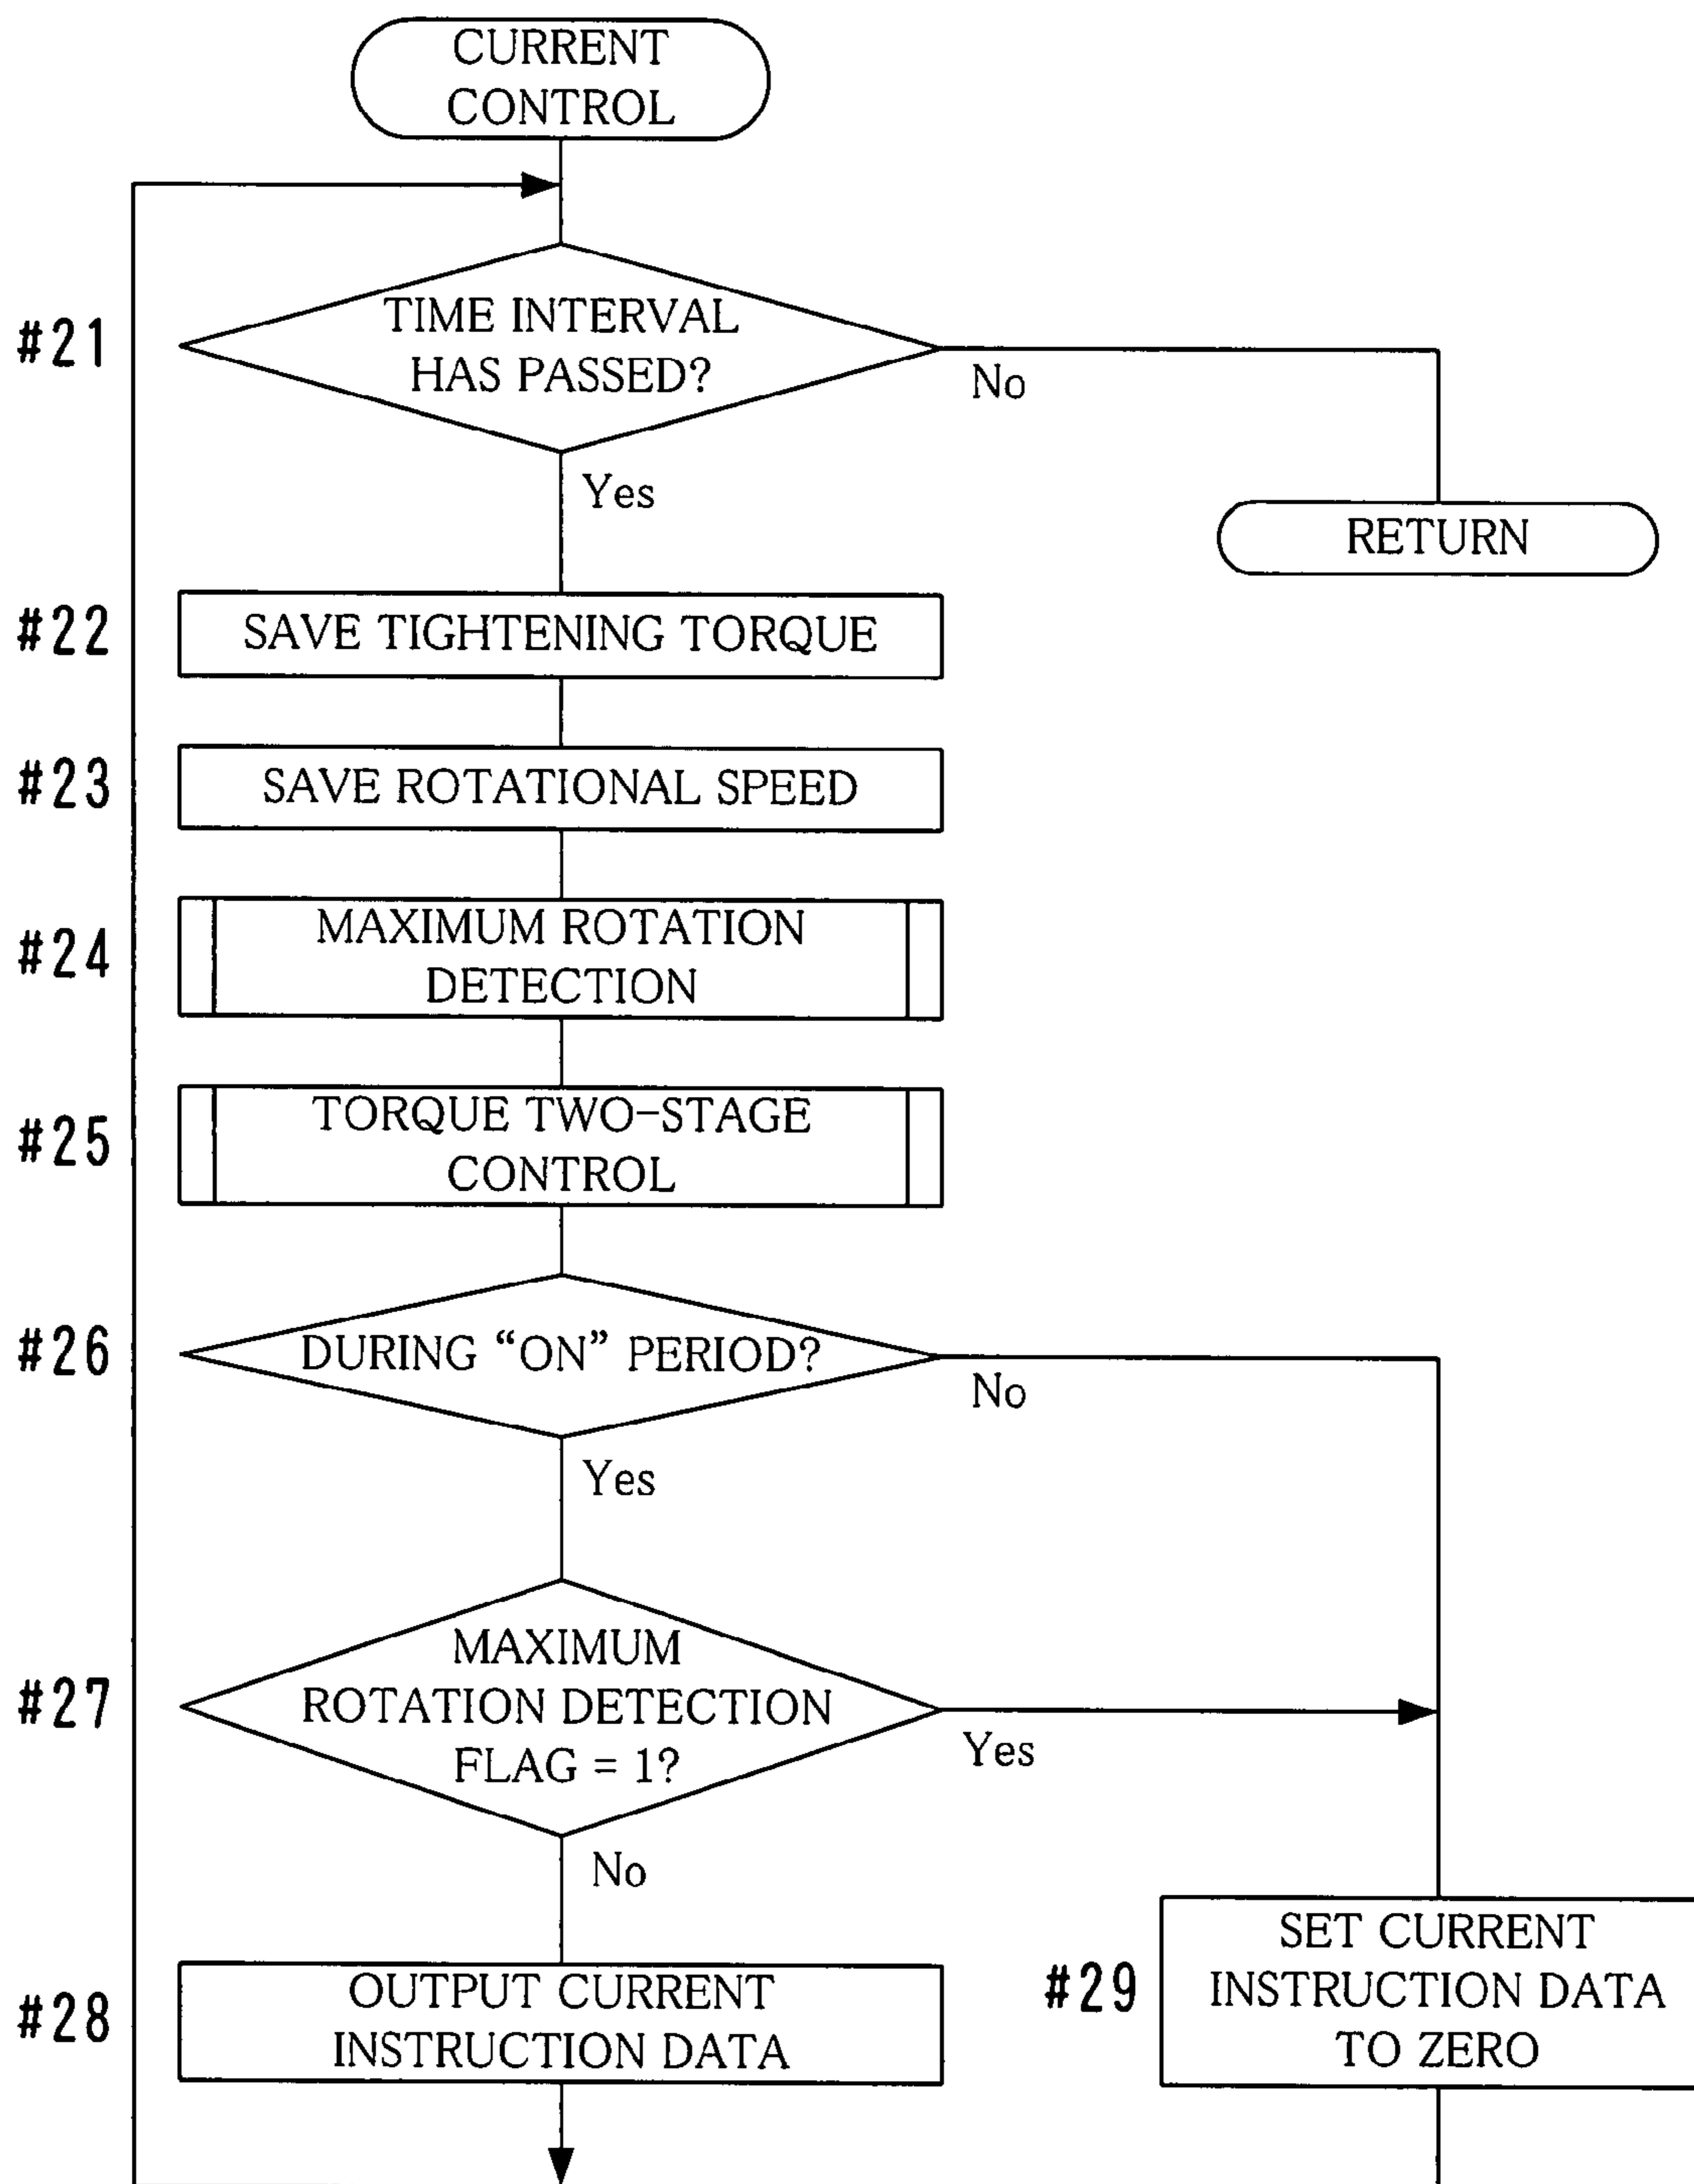 CURRENT
CONTROL
#21
TIME INTERVAL
HAS PASSED?
No
Yes
RETURN
#22
SAVE TIGHTENING TORQUE
#23
SAVE ROTATIONAL SPEED
#24
MAXIMUM ROTATION
DETECTION
#25
TORQUE TWO-STAGE
CONTROL
#26
DURING “ON” PERIOD?
No
Yes
#27
MAXIMUM
ROTATION DETECTION
FLAG = 1?
Yes
No
#28
OUTPUT CURRENT
INSTRUCTION DATA
#29
SET CURRENT
INSTRUCTION DATA
TO ZERO